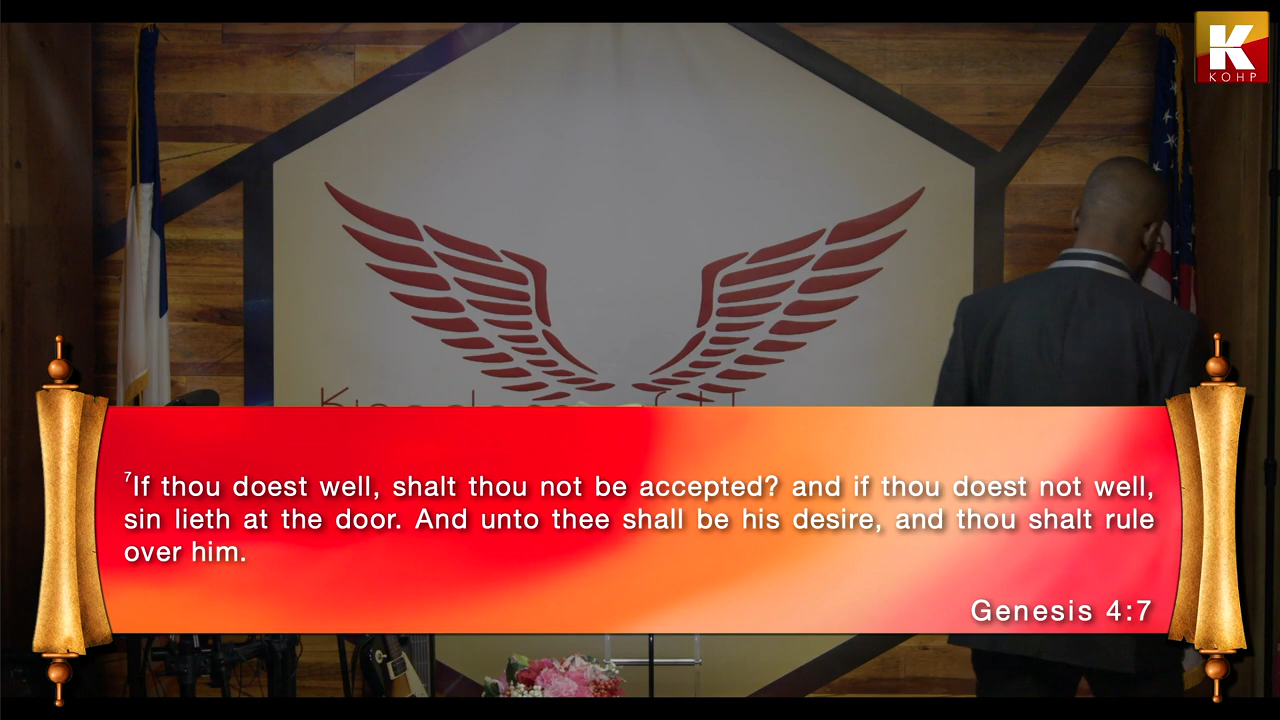 K
KOHP
⁷If thou doest well, shalt thou not be accepted? and if thou doest not well,
sin lieth at the door. And unto thee shall be his desire, and thou shalt rule
over him.
Genesis 4:7